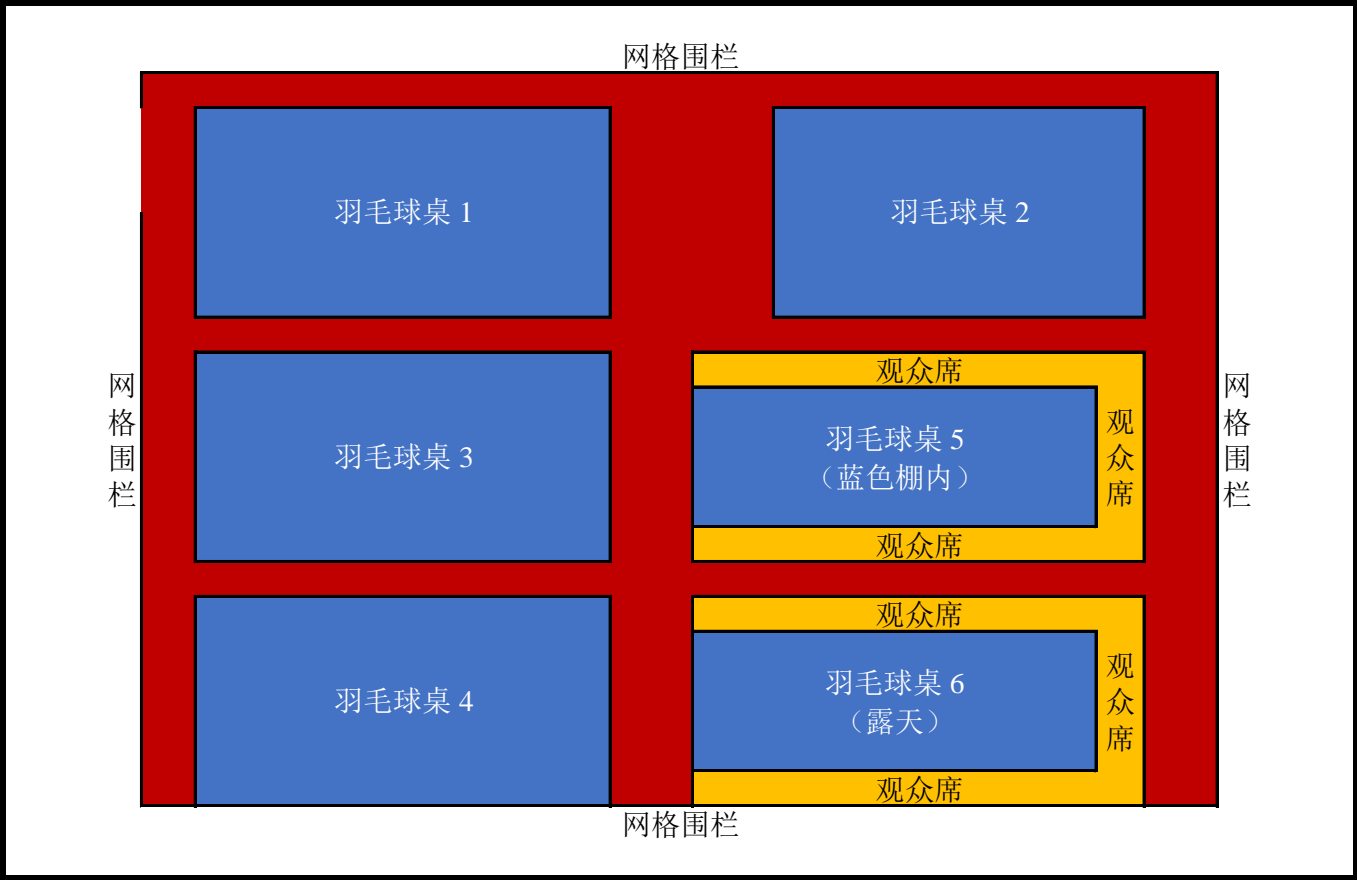 网格围栏
羽毛球桌 1
羽毛球桌 2
网格围栏
羽毛球桌 3
观众席
羽毛球桌 5
（蓝色棚内）
观众席
观众席
网格围栏
羽毛球桌 4
观众席
羽毛球桌 6
（露天）
观众席
观众席
网格围栏